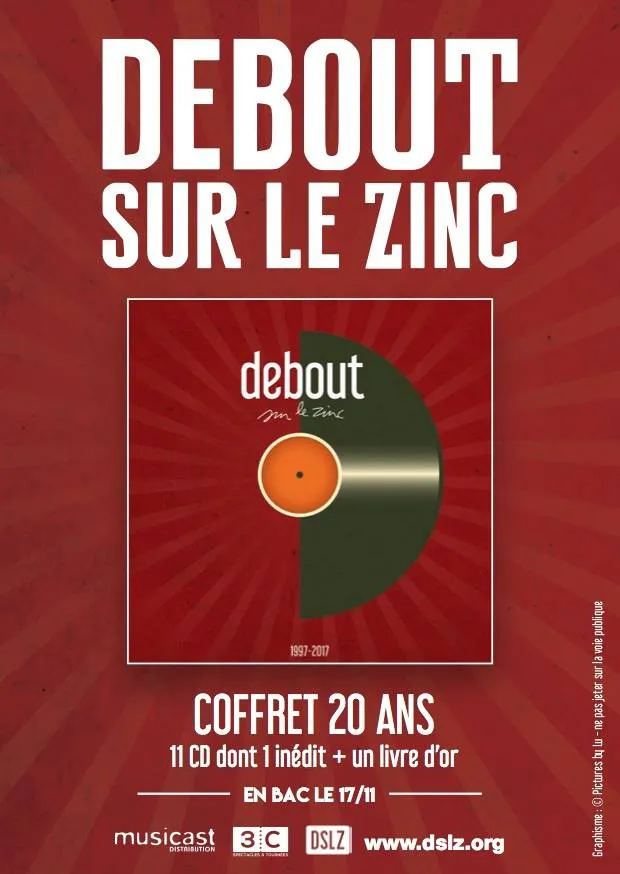 DEBOUT
SUR LE ZINC
debout
sur le zinc
1997-2017
COFFRET 20 ANS
11 CD dont 1 inédit + un livre d'or
EN BAC LE 17/11
musicast
DISTRIBUTION
3C
SPECTACLES & TOURNÉES
DSLZ
www.dslz.org
Graphisme : © Pictures by Lu - ne pas jeter sur la voie publique